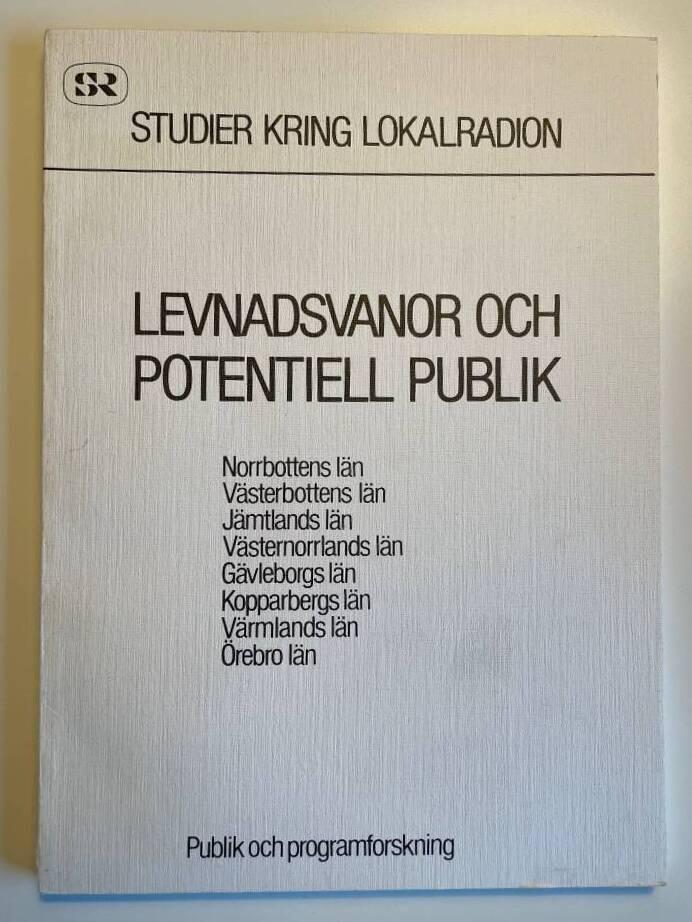 SR
STUDIER KRING LOKALRADION
LEVNADSVANOR OCH
POTENTIELL PUBLIK
Norrbottens län
Västerbottens län
Jämtlands län
Västernorrlands län
Gävleborgs län
Kopparbergs län
Värmlands län
Örebro län
Publik och programforskning